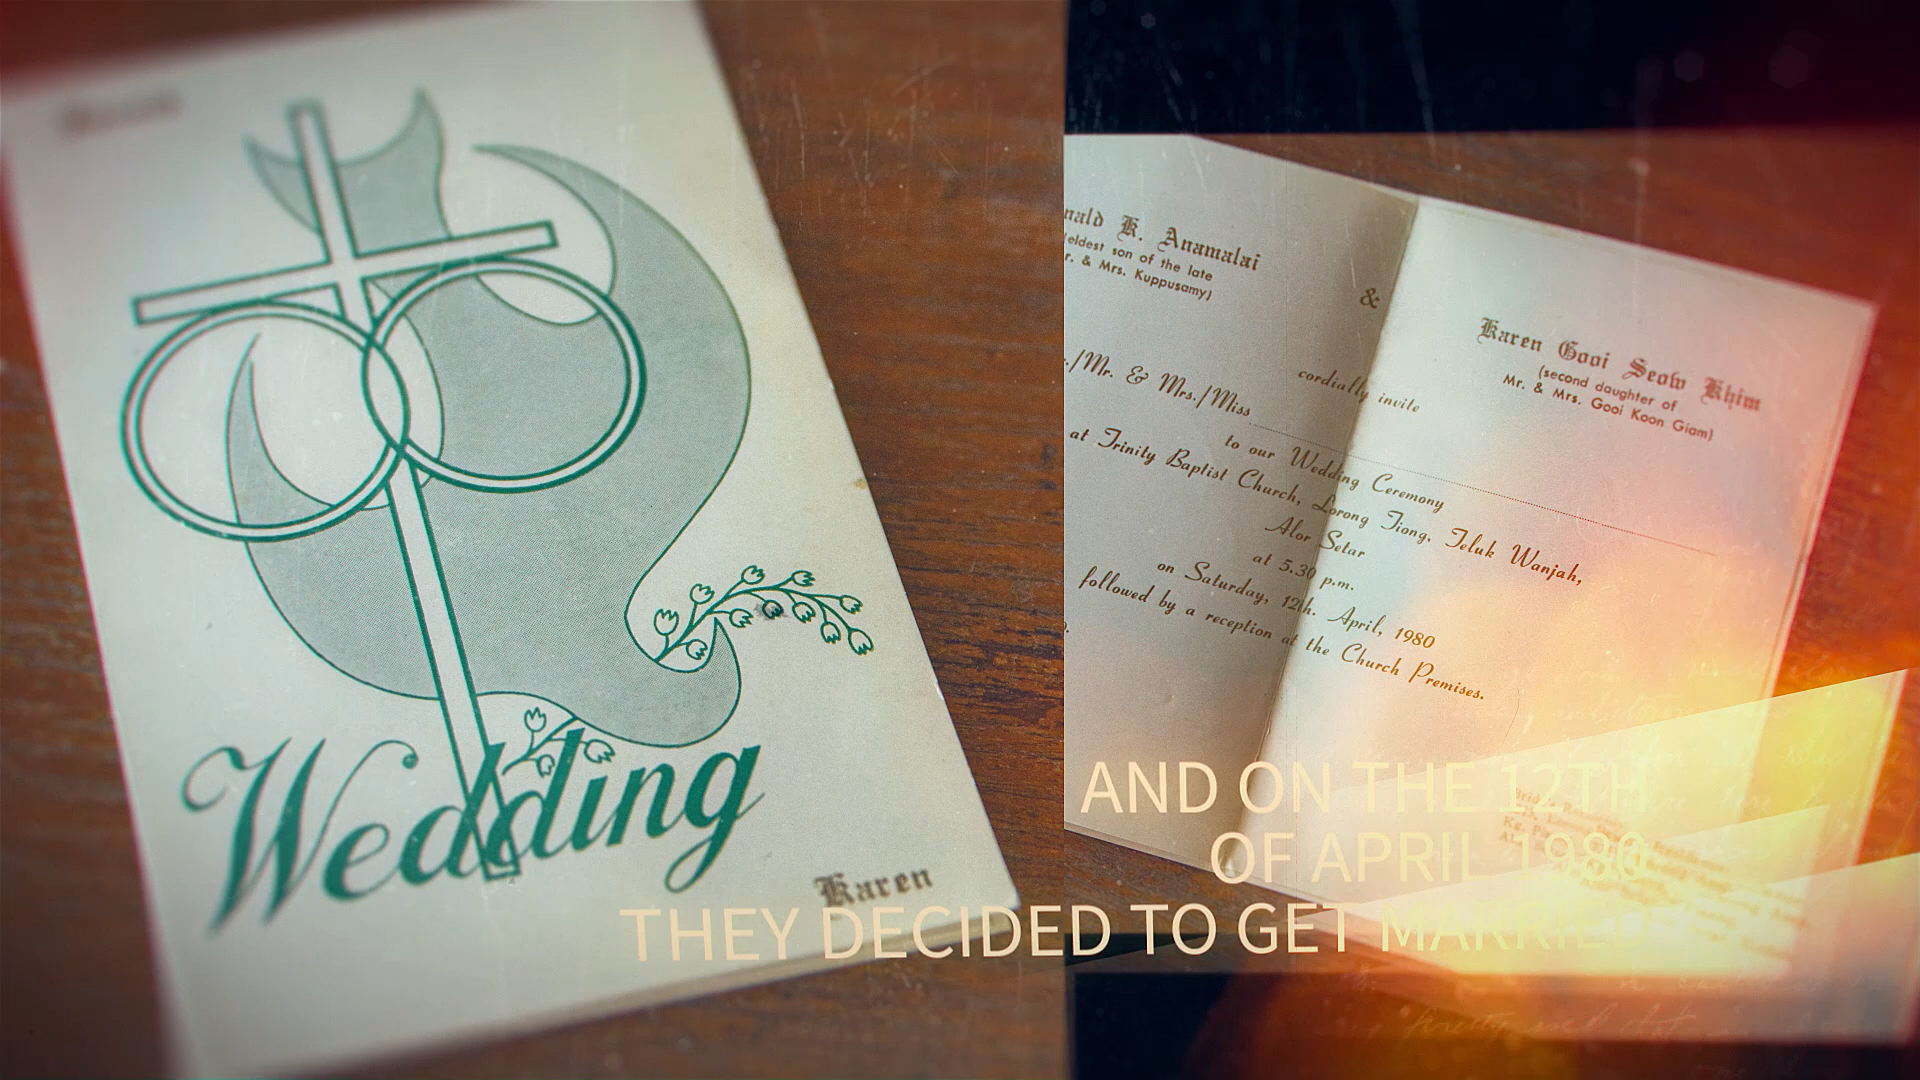 Wedding
Karen
nald K. Anamalai
(eldest son of the late
r. & Mrs. Kuppusamy)
&
Karen Gooi Seow Khim
(second daughter of
Mr. & Mrs. Gooi Koon Giam)
cordially invite
./Mr. & Mrs./Miss
to our Wedding Ceremony
at Trinity Baptist Church, Lorong Tiong, Teluk Wanjah,
Alor Setar
at 5.30 p.m.
on Saturday, 12th. April, 1980
followed by a reception at the Church Premises.
AND ON THE 12TH
OF APRIL 1980
THEY DECIDED TO GET MARRIED